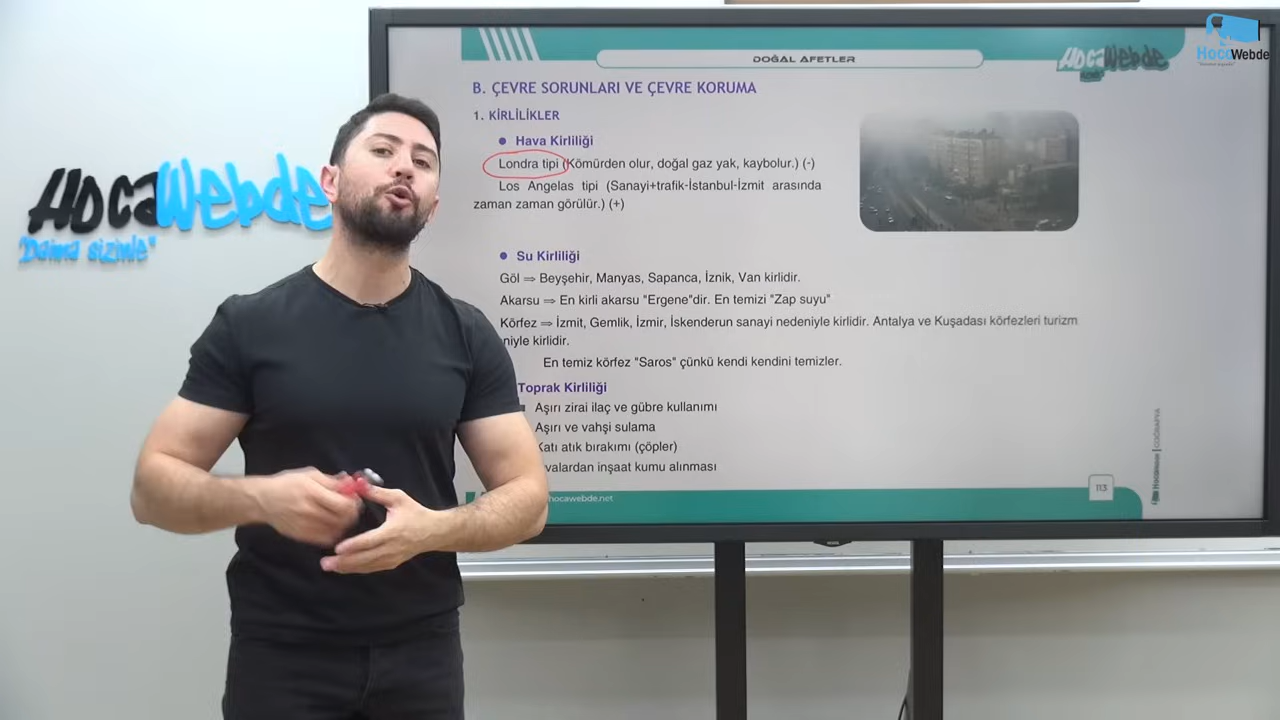 Hoca Webde
"Daima sizinle"
HocaWebde
DOĞAL AFETLER
HocaWebde
B. ÇEVRE SORUNLARI VE ÇEVRE KORUMA
1. KİRLİLİKLER
Hava Kirliliği
Londra tipi (Kömürden olur, doğal gaz yak, kaybolur.) (-)
Los Angelas tipi (Sanayi+trafik-İstanbul-İzmit arasında
zaman zaman görülür.) (+)
Su Kirliliği
Göl ⇒ Beyşehir, Manyas, Sapanca, İznik, Van kirlidir.
Akarsu ⇒ En kirli akarsu "Ergene"dir. En temizi "Zap suyu"
Körfez ⇒ İzmit, Gemlik, İzmir, İskenderun sanayi nedeniyle kirlidir. Antalya ve Kuşadası körfezleri turizm
niyle kirlidir.
En temiz körfez "Saros" çünkü kendi kendini temizler.
Toprak Kirliliği
Aşırı zirai ilaç ve gübre kullanımı
Aşırı ve vahşi sulama
Katı atık bırakımı (çöpler)
valardan inşaat kumu alınması
hocawebde.net
113
HocaWebde | COĞRAFYA